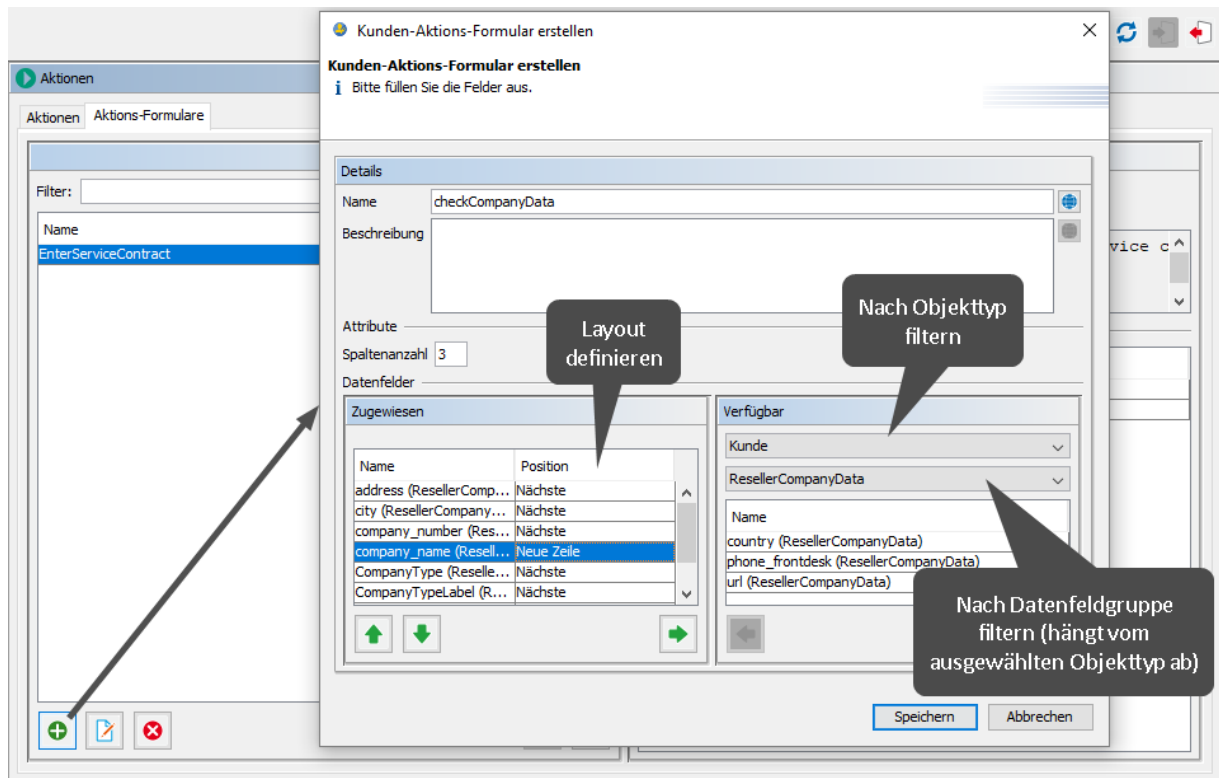 Kunden-Aktions-Formular erstellen
Kunden-Aktions-Formular erstellen
Bitte füllen Sie die Felder aus.
Aktionen
Aktionen Aktions-Formulare
Filter:
Name
EnterServiceContract
Details
Name checkCompanyData
Beschreibung
vice c
Attribute
Spaltenanzahl 3
Datenfelder
Layout
definieren
Nach Objekttyp
filtern
Zugewiesen
Name Position
address (ResellerComp... Nächste
city (ResellerCompany... Nächste
company_number (Res... Nächste
company_name (Resell... Neue Zeile
CompanyType (Reselle... Nächste
CompanyTypeLabel (R... Nächste
Verfügbar
Kunde
ResellerCompanyData
Name
country (ResellerCompanyData)
phone_frontdesk (ResellerCompanyData)
url (ResellerCompanyData)
Nach Datenfeldgruppe
filtern (hängt vom
ausgewählten Objekttyp ab)
Speichern Abbrechen